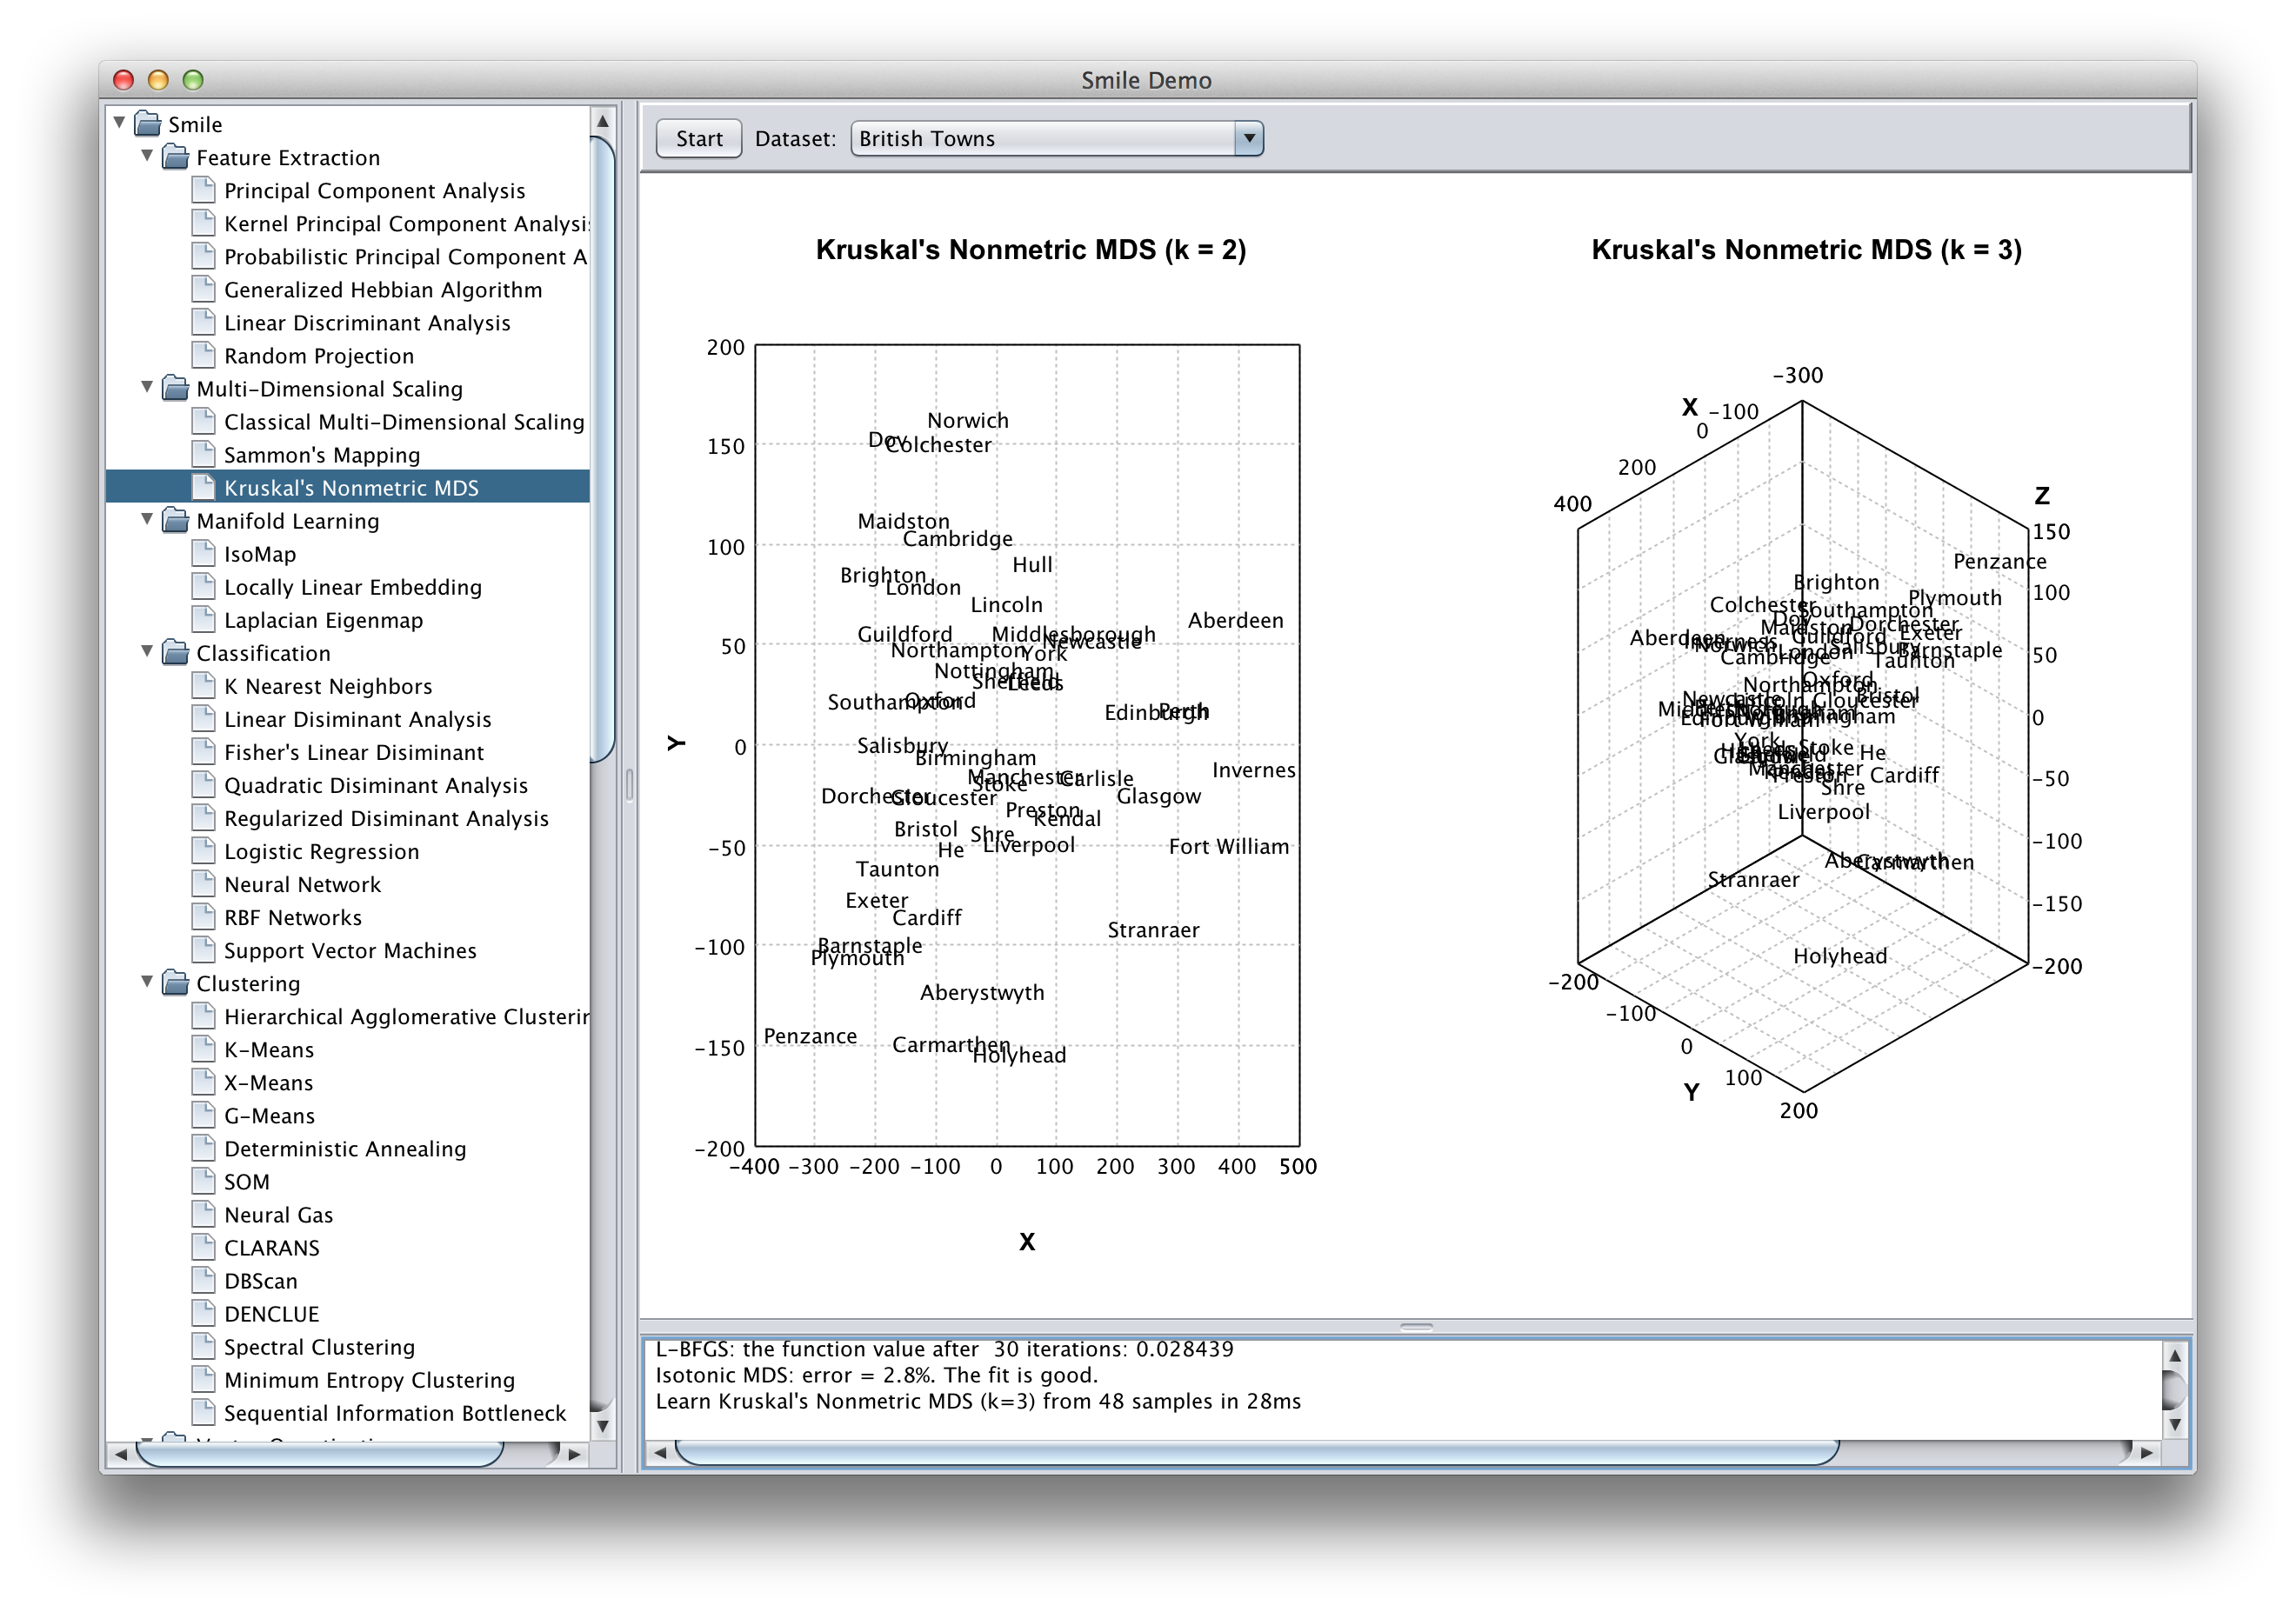 Smile Demo
Smile
Feature Extraction
Principal Component Analysis
Kernel Principal Component Analysis
Probabilistic Principal Component A
Generalized Hebbian Algorithm
Linear Discriminant Analysis
Random Projection
Multi-Dimensional Scaling
Classical Multi-Dimensional Scaling
Sammon's Mapping
Kruskal's Nonmetric MDS
Manifold Learning
IsoMap
Locally Linear Embedding
Laplacian Eigenmap
Classification
K Nearest Neighbors
Linear Disiminant Analysis
Fisher's Linear Disiminant
Quadratic Disiminant Analysis
Regularized Disiminant Analysis
Logistic Regression
Neural Network
RBF Networks
Support Vector Machines
Clustering
Hierarchical Agglomerative Clusterin
K-Means
X-Means
G-Means
Deterministic Annealing
SOM
Neural Gas
CLARANS
DBScan
DENCLUE
Spectral Clustering
Minimum Entropy Clustering
Sequential Information Bottleneck
Start Dataset: British Towns
Kruskal's Nonmetric MDS (k = 2)
200
150
100
50
0
-50
-100
-150
-200
Y
-400 -300 -200 -100 0 100 200 300 400 500
X
Norwich
Dov
Colchester
Maidston
Cambridge
Hull
Brighton
London
Lincoln
Aberdeen
Guildford
Middlesborough
Newcastle
Northampton
York
Nottingham
Sheffield
Leeds
Southampton
Oxford
Edinburgh
Perth
Salisbury
Birmingham
Invernes
Manchester
Stoke
Carlisle
Dorchester
Gloucester
Glasgow
Preston
Kendal
Bristol
Shre
Liverpool
He
Fort William
Taunton
Exeter
Cardiff
Stranraer
Barnstaple
Plymouth
Aberystwyth
Penzance
Carmarthen
Holyhead
Kruskal's Nonmetric MDS (k = 3)
-300
X -100
0
200
400
Z
150
100
50
0
-50
-100
-150
-200
-200
-100
0
100
200
Y
Penzance
Brighton
Plymouth
Colchester
Southampton
Dov
Dorchester
Maidston
Guildford
Exeter
Aberdeen
Inverness
Norwich
London
Salisbury
Barnstaple
Cambridge
Taunton
Oxford
Northampton
Bristol
Newcastle
Lincoln
Gloucester
York
Stoke
He
Manchester
Preston
Cardiff
Shre
Liverpool
Aberystwyth
Carmarthen
Stranraer
Holyhead
L-BFGS: the function value after  30 iterations: 0.028439
Isotonic MDS: error = 2.8%. The fit is good.
Learn Kruskal's Nonmetric MDS (k=3) from 48 samples in 28ms